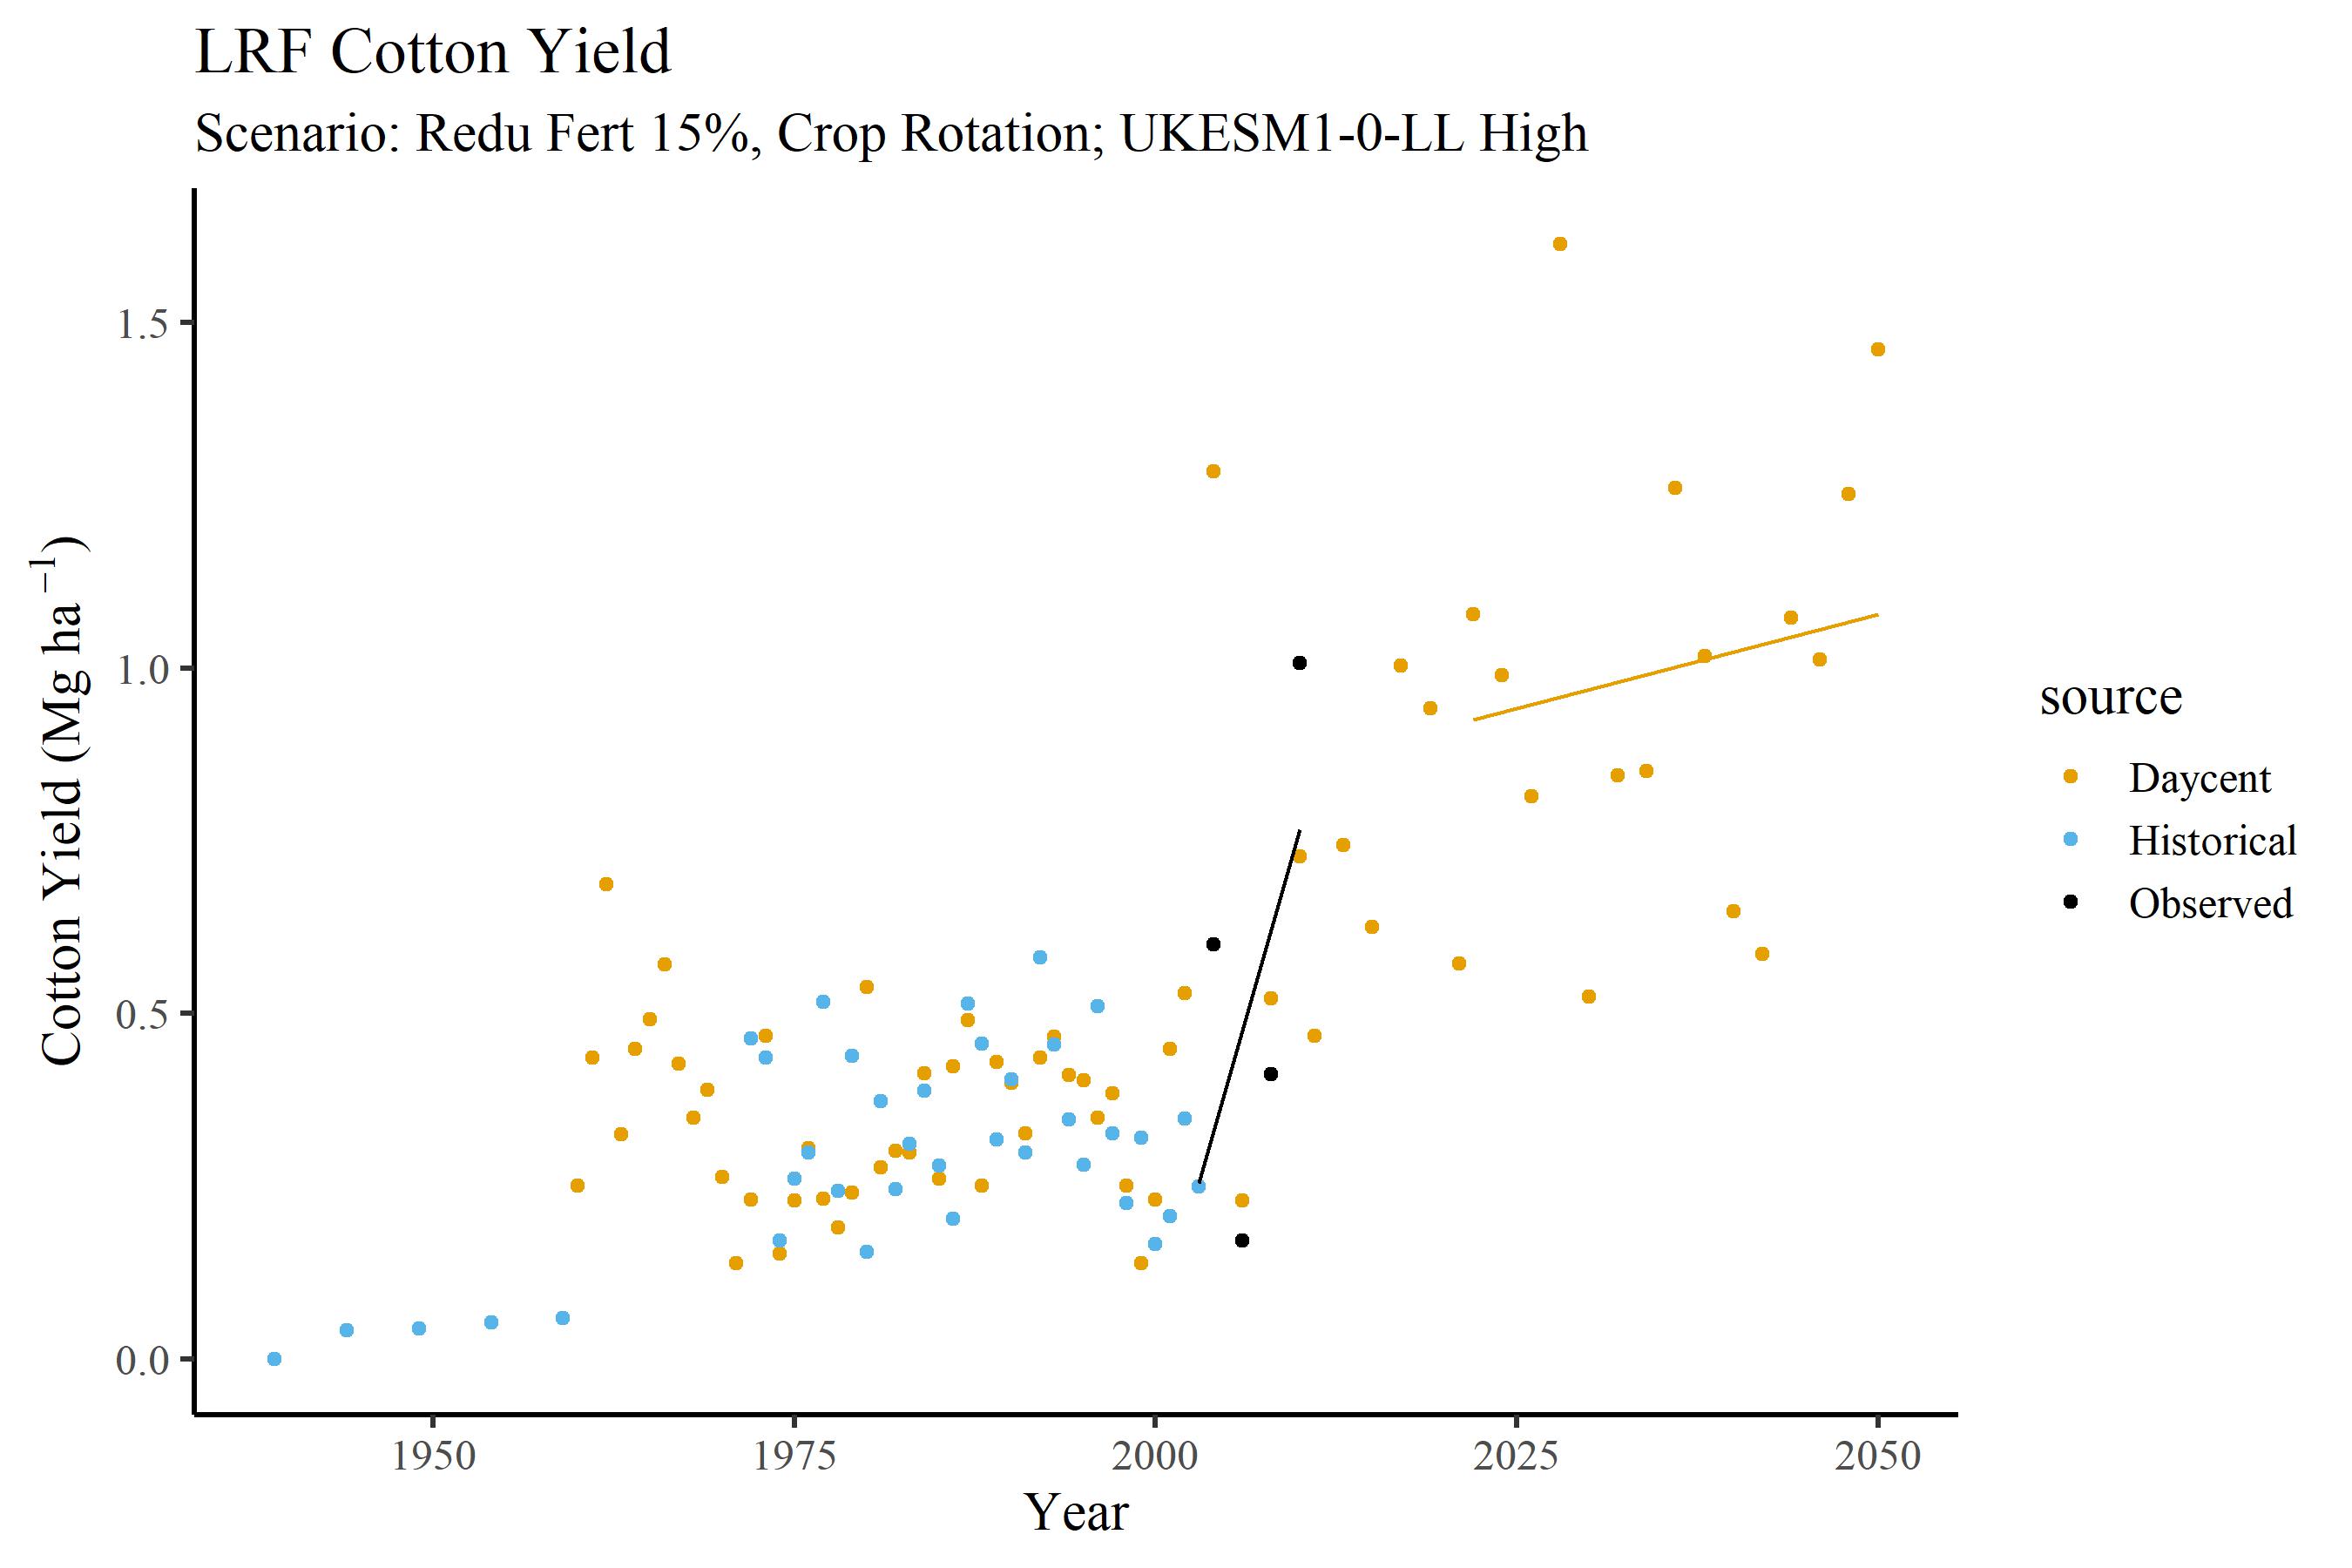 LRF Cotton Yield
Scenario: Redu Fert 15%, Crop Rotation; UKESM1-0-LL High
Cotton Yield (Mg ha⁻¹)
1.5
1.0
0.5
0.0
1950 1975 2000 2025 2050
Year
source
Daycent
Historical
Observed